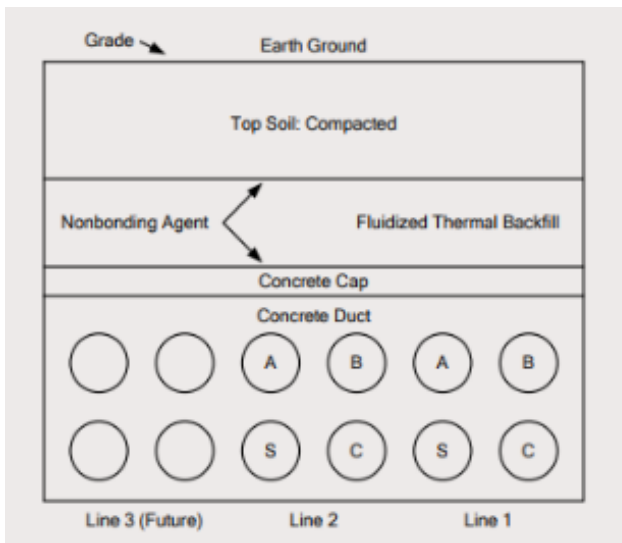 Grade
Earth Ground
Top Soil: Compacted
Nonbonding Agent
Fluidized Thermal Backfill
Concrete Cap
Concrete Duct
A B A B
S C S C
Line 3 (Future) Line 2 Line 1